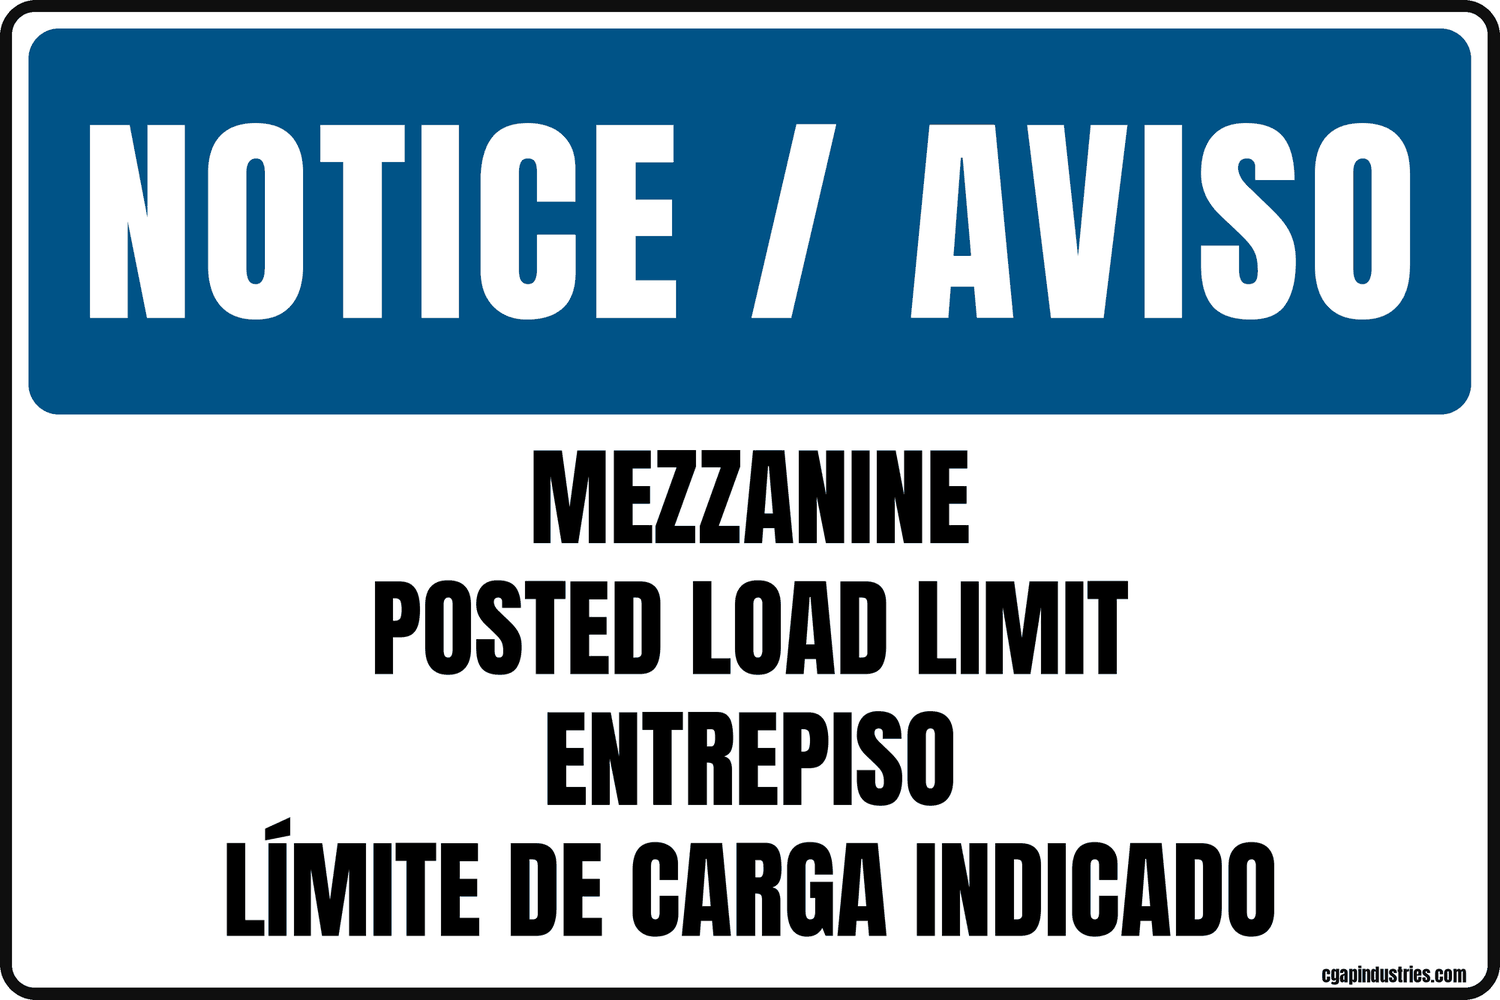 NOTICE / AVISO
MEZZANINE
POSTED LOAD LIMIT
ENTREPISO
LÍMITE DE CARGA INDICADO
cgapindustries.com